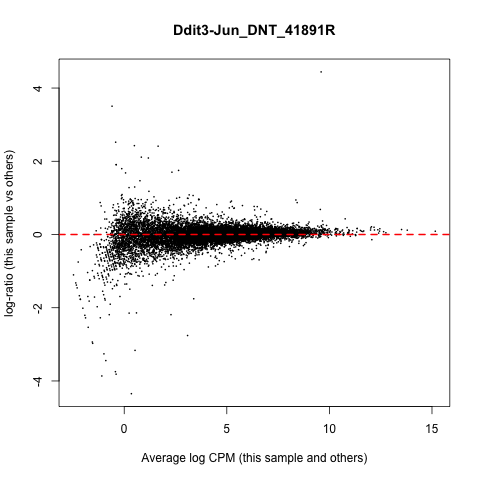 Ddit3-Jun_DNT_41891R
log-ratio (this sample vs others)
4
2
0
-2
-4
0 5 10 15
Average log CPM (this sample and others)